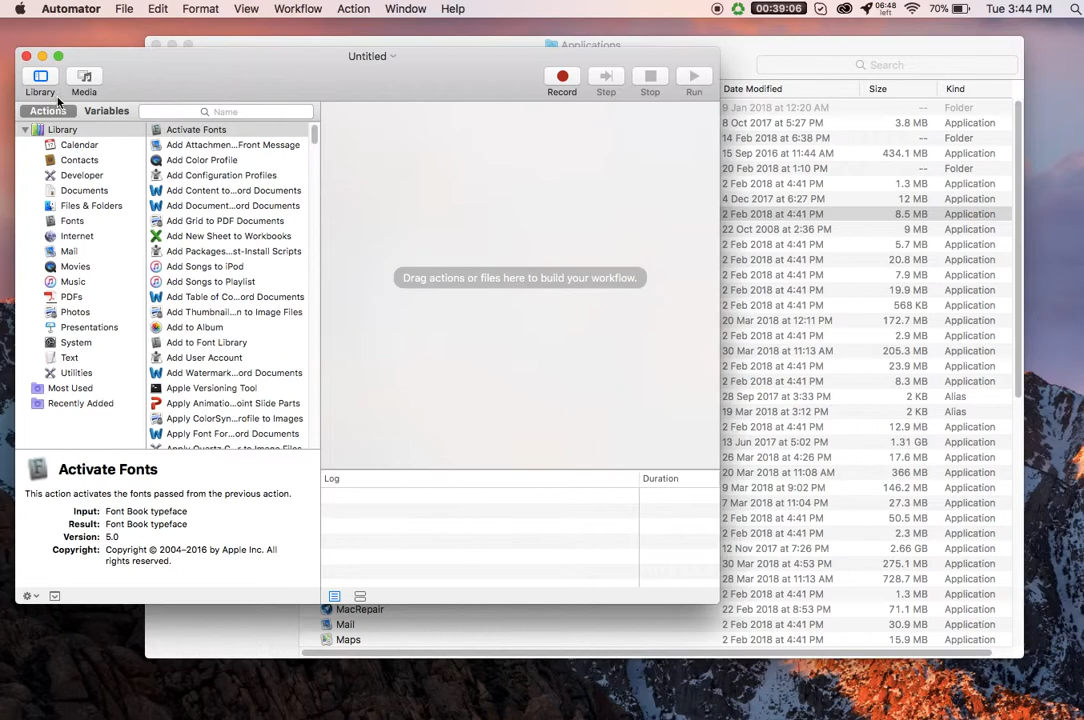 Automator File Edit View Workflow Action Window Help 00:39:06 06:48 left 70% Tue 3:44 PM
Applications
Untitled
Search
Library Media Record Step Stop Run
Date Modified Size Kind
Actions Variables Name
9 Jan 2018 at 12:20 AM -- Folder
8 Oct 2017 at 5:27 PM 3.8 MB Application
Library Activate Fonts
14 Feb 2018 at 6:38 PM -- Folder
Calendar Add Attachmen...Front Message
15 Sep 2016 at 11:44 AM 434.1 MB Application
Contacts Add Color Profile
20 Feb 2018 at 1:10 PM -- Folder
Developer Add Configuration Profiles
2 Feb 2018 at 4:41 PM 1.3 MB Application
Documents Add Content to...ord Documents
4 Dec 2017 at 6:27 PM 12 MB Application
Files & Folders Add Document...ord Documents
2 Feb 2018 at 4:41 PM 8.5 MB Application
Fonts Add Grid to PDF Documents
22 Oct 2008 at 2:36 PM 9 MB Application
Internet Add New Sheet to Workbooks
2 Feb 2018 at 4:41 PM 5.7 MB Application
Mail Add Packages...st-Install Scripts
2 Feb 2018 at 4:41 PM 20.8 MB Application
Movies Add Songs to iPod
2 Feb 2018 at 4:41 PM 7.9 MB Application
Music Add Songs to Playlist
Drag actions or files here to build your workflow.
2 Feb 2018 at 4:41 PM 19.9 MB Application
PDFs Add Table of Co...ord Documents
2 Feb 2018 at 4:41 PM 568 KB Application
Photos Add Thumbnail...n to Image Files
20 Mar 2018 at 12:11 PM 172.7 MB Application
Presentations Add to Album
2 Feb 2018 at 4:41 PM 3.3 MB Application
System Add to Font Library
30 Mar 2018 at 11:13 AM 205.3 MB Application
Text Add User Account
2 Feb 2018 at 4:41 PM 23.9 MB Application
Utilities Add Watermark...ord Documents
2 Feb 2018 at 4:41 PM 8.3 MB Application
Most Used Apple Versioning Tool
28 Sep 2017 at 3:33 PM 2 KB Alias
Recently Added Apply Animatio...oint Slide Parts
19 Mar 2018 at 3:12 PM 2 KB Alias
Apply ColorSyn...rofile to Images
2 Feb 2018 at 4:41 PM 12.9 MB Application
Apply Font For...ord Documents
13 Jun 2017 at 5:02 PM 1.31 GB Application
Apply Quartz C...r to Image Files
26 Mar 2018 at 4:26 PM 17.6 MB Application
Activate Fonts
Log Duration
20 Mar 2018 at 11:08 AM 366 MB Application
9 Mar 2018 at 9:02 PM 146.2 MB Application
This action activates the fonts passed from the previous action.
7 Mar 2018 at 11:04 PM 27.3 MB Application
Input: Font Book typeface
2 Feb 2018 at 4:41 PM 50.5 MB Application
Result: Font Book typeface
2 Feb 2018 at 4:41 PM 2.3 MB Application
Version: 5.0
12 Nov 2017 at 7:26 PM 2.66 GB Application
Copyright: Copyright © 2004–2016 by Apple Inc. All
rights reserved.
30 Mar 2018 at 4:53 PM 275.1 MB Application
28 Mar 2018 at 11:13 AM 728.7 MB Application
2 Feb 2018 at 4:41 PM 1.3 MB Application
MacRepair 22 Feb 2018 at 8:53 PM 71.1 MB Application
Mail 2 Feb 2018 at 4:41 PM 30.9 MB Application
Maps 2 Feb 2018 at 4:41 PM 15.9 MB Application